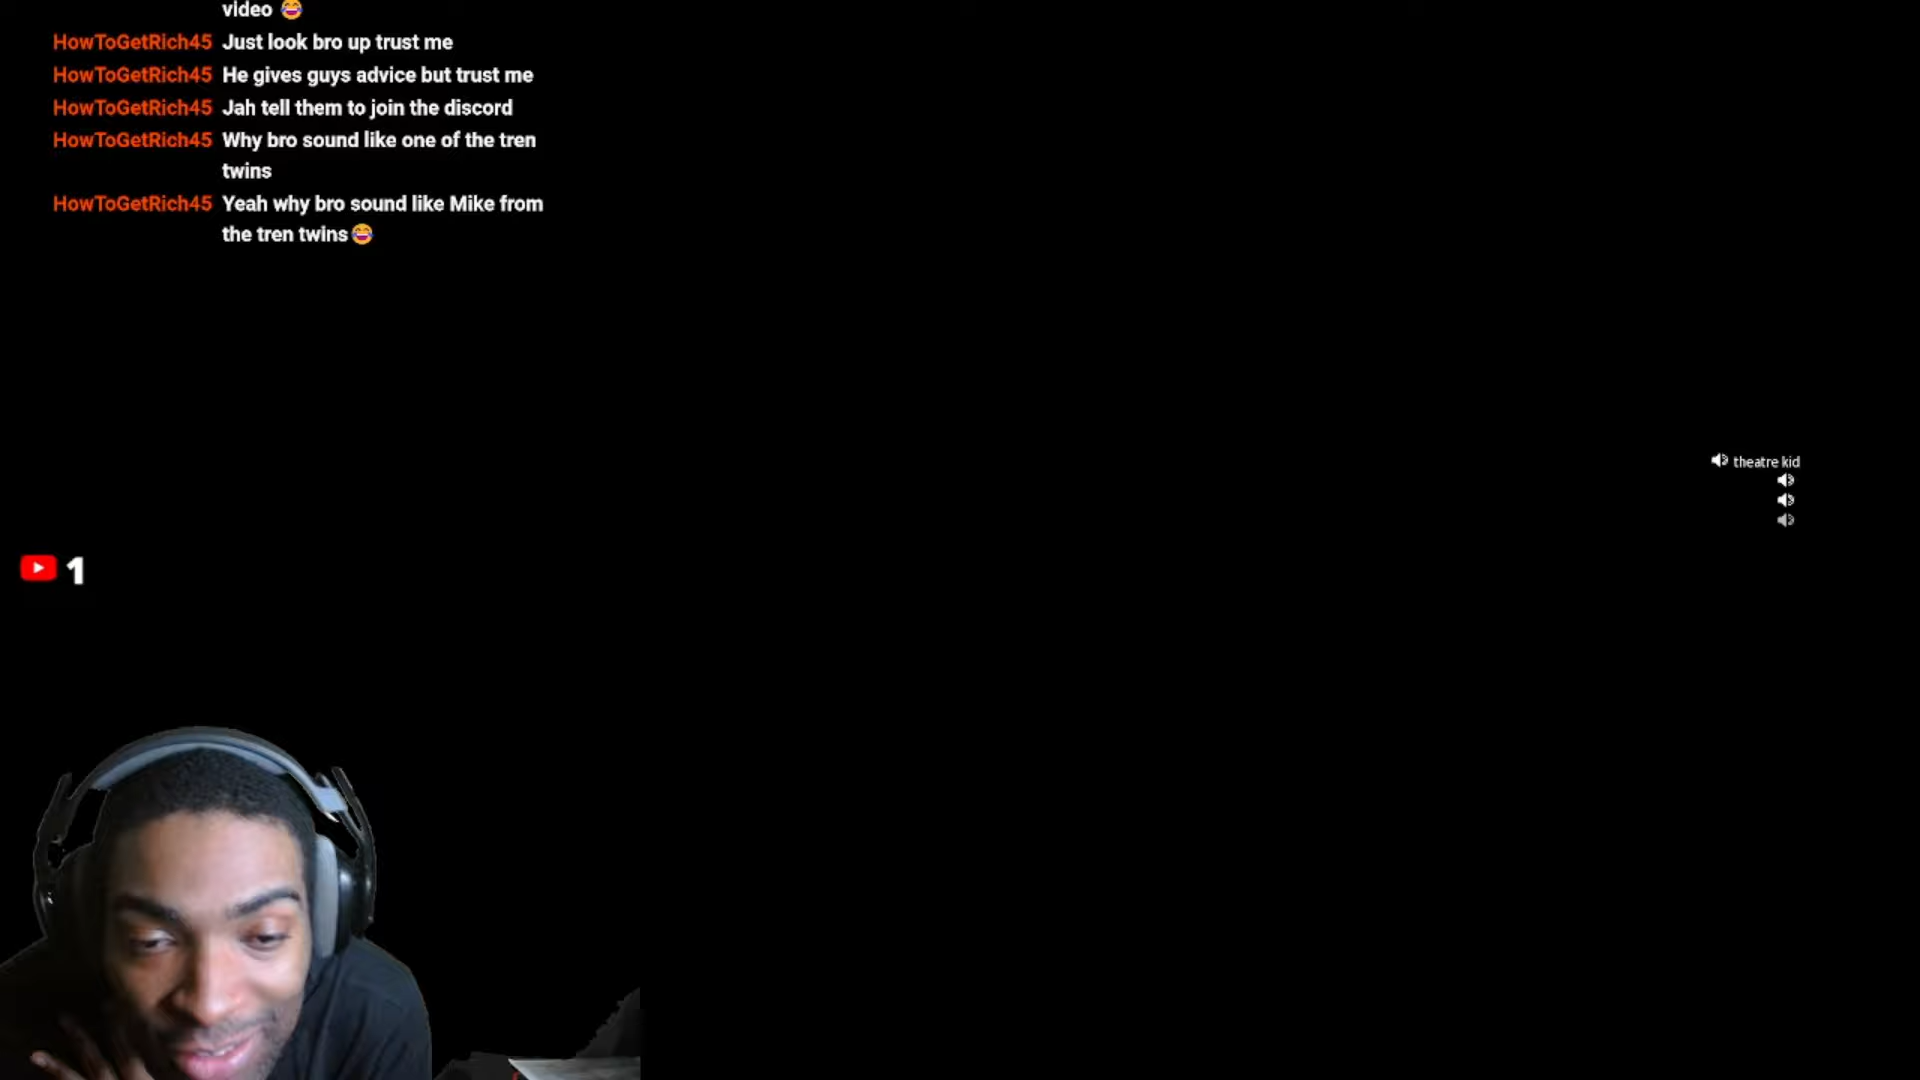 video 😂
HowToGetRich45 Just look bro up trust me
HowToGetRich45 He gives guys advice but trust me
HowToGetRich45 Jah tell them to join the discord
HowToGetRich45 Why bro sound like one of the tren
twins
HowToGetRich45 Yeah why bro sound like Mike from
the tren twins😂
theatre kid
1